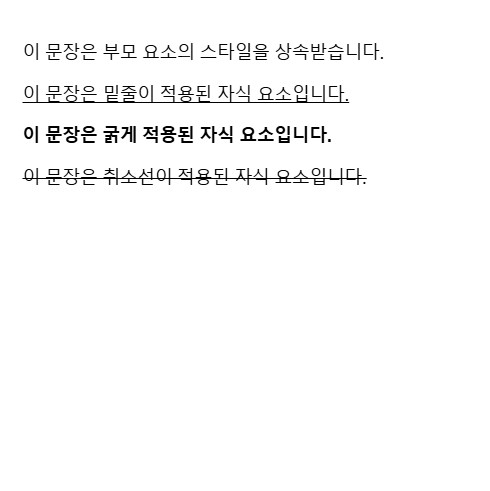 이 문장은 부모 요소의 스타일을 상속받습니다.
이 문장은 밑줄이 적용된 자식 요소입니다.
이 문장은 굵게 적용된 자식 요소입니다.
이 문장은 취소선이 적용된 자식 요소입니다.